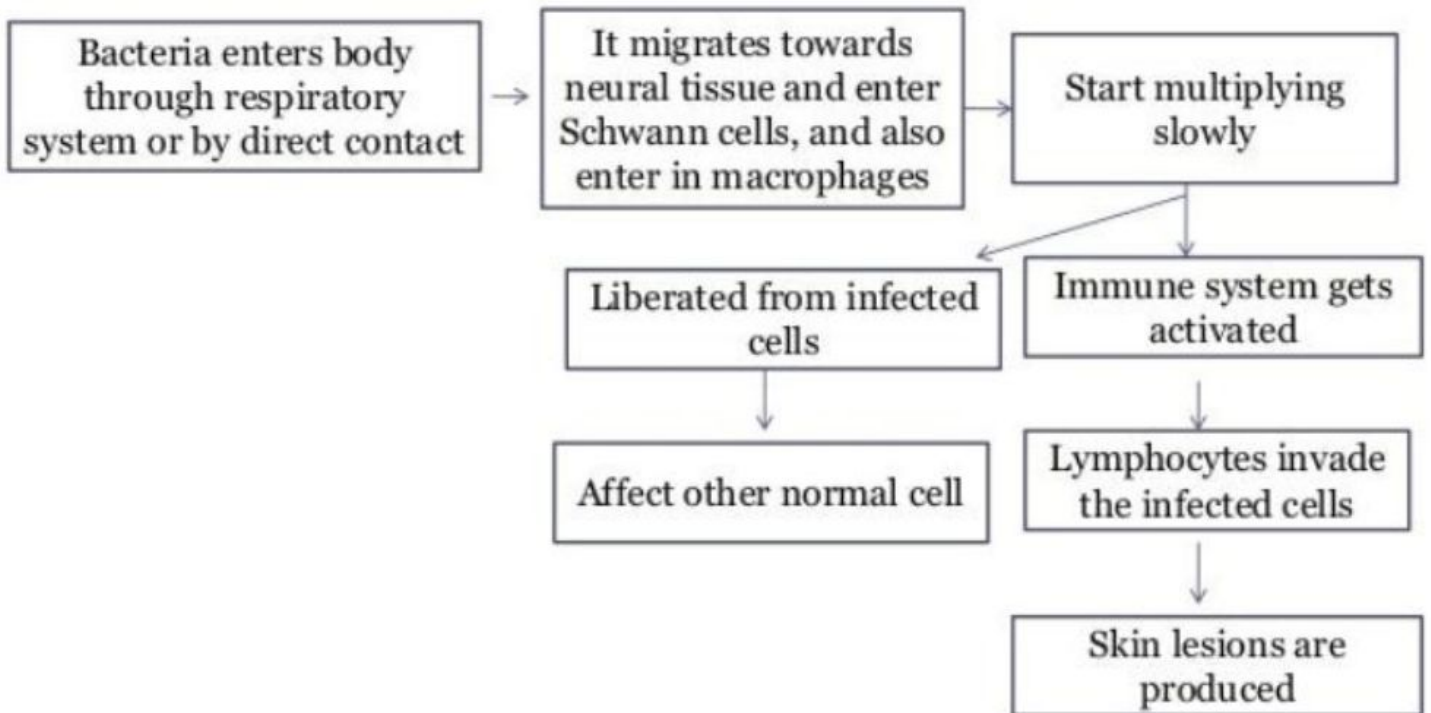 Bacteria enters body
through respiratory
system or by direct contact
It migrates towards
neural tissue and enter
Schwann cells, and also
enter in macrophages
Start multiplying
slowly
Liberated from infected
cells
Affect other normal cell
Immune system gets
activated
Lymphocytes invade
the infected cells
Skin lesions are
produced